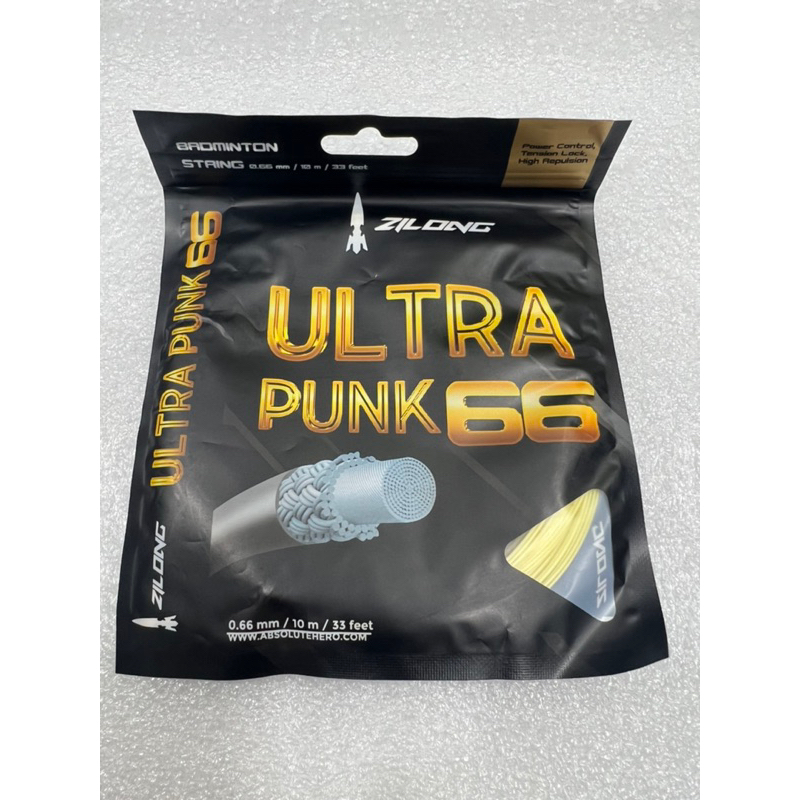 BADMINTON
STRING 0.66 mm / 10 m / 33 feet
Power Control,
Tension Lock,
High Repulsion
ZILONG
ULTRA
PUNK 66
ULTRA PUNK 66
ZILONG
ZILONG
0.66 mm / 10 m / 33 feet
WWW.ABSOLUTEHERO.COM